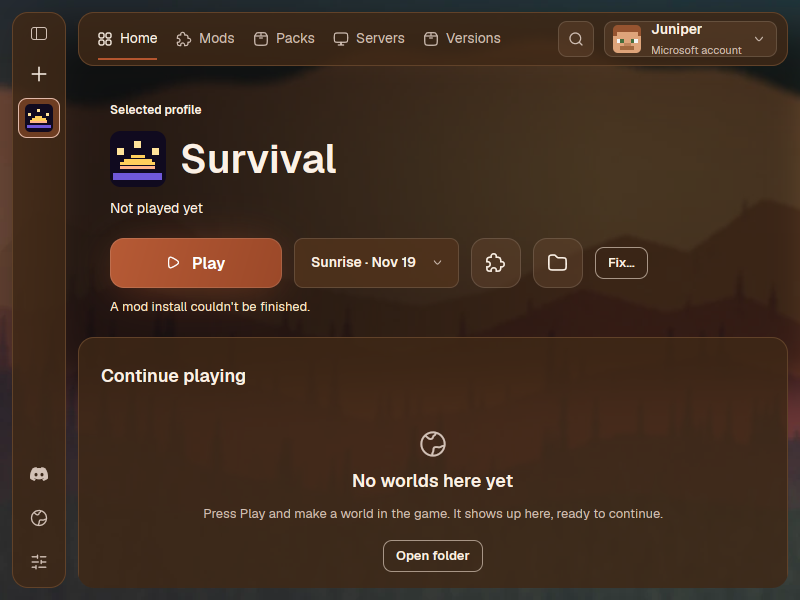 Home
Mods
Packs
Servers
Versions
Juniper
Microsoft account
Selected profile
Survival
Not played yet
Play
Sunrise · Nov 19
Fix...
A mod install couldn't be finished.
Continue playing
No worlds here yet
Press Play and make a world in the game. It shows up here, ready to continue.
Open folder